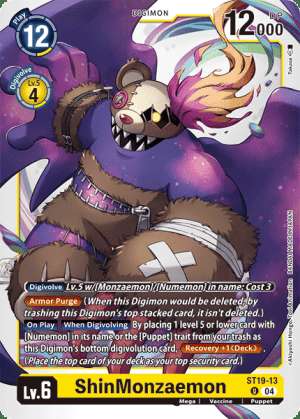 DIGIMON
Play
12
DP
12000
Digivolve
Lv.5
4
Digivolve Lv.5 w/[Monzaemon]/[Numemon] in name: Cost 3
Armor Purge (When this Digimon would be deleted, by
trashing this Digimon's top stacked card, it isn't deleted.)
On Play When Digivolving By placing 1 level 5 or lower card with
[Numemon] in its name or the [Puppet] trait from your trash as
this Digimon's bottom digivolution card, Recovery +1 (Deck).
(Place the top card of your deck as your top security card.)
ST19-13
Lv.6
ShinMonzaemon
04
Mega
Vaccine
Puppet